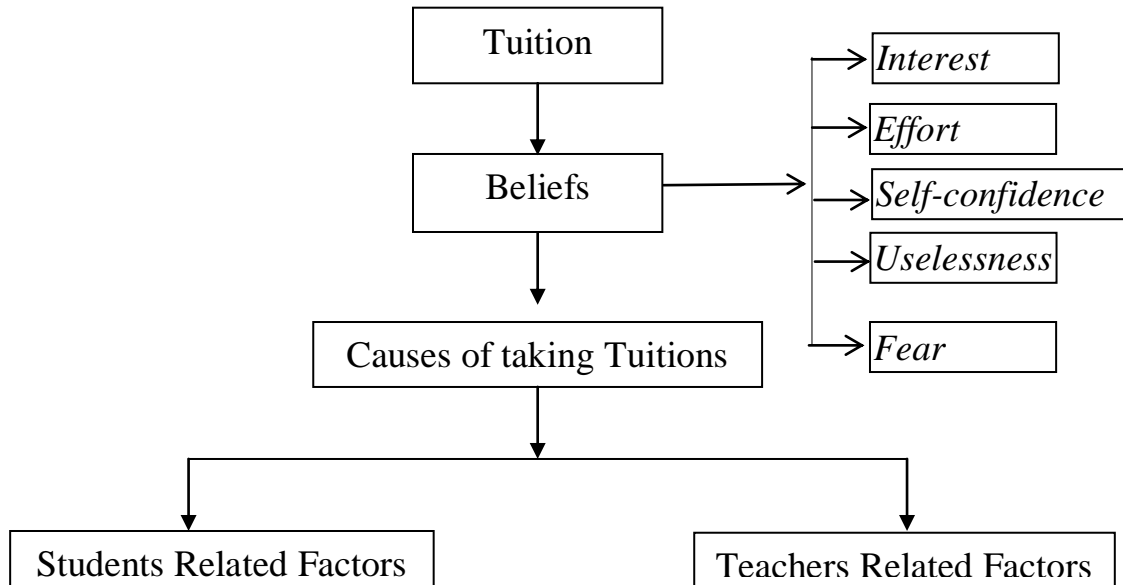 Tuition
Interest
Effort
Beliefs
Self-confidence
Uselessness
Causes of taking Tuitions
Fear
Students Related Factors
Teachers Related Factors